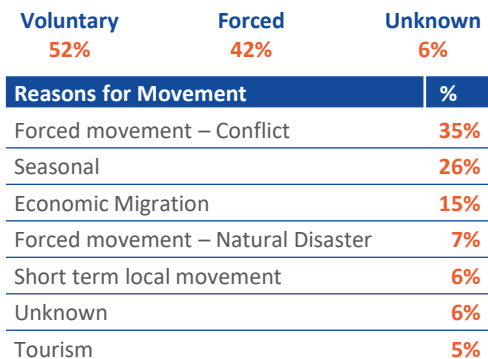 Voluntary Forced Unknown
52% 42% 6%
Reasons for Movement %
Forced movement – Conflict 35%
Seasonal 26%
Economic Migration 15%
Forced movement – Natural Disaster 7%
Short term local movement 6%
Unknown 6%
Tourism 5%